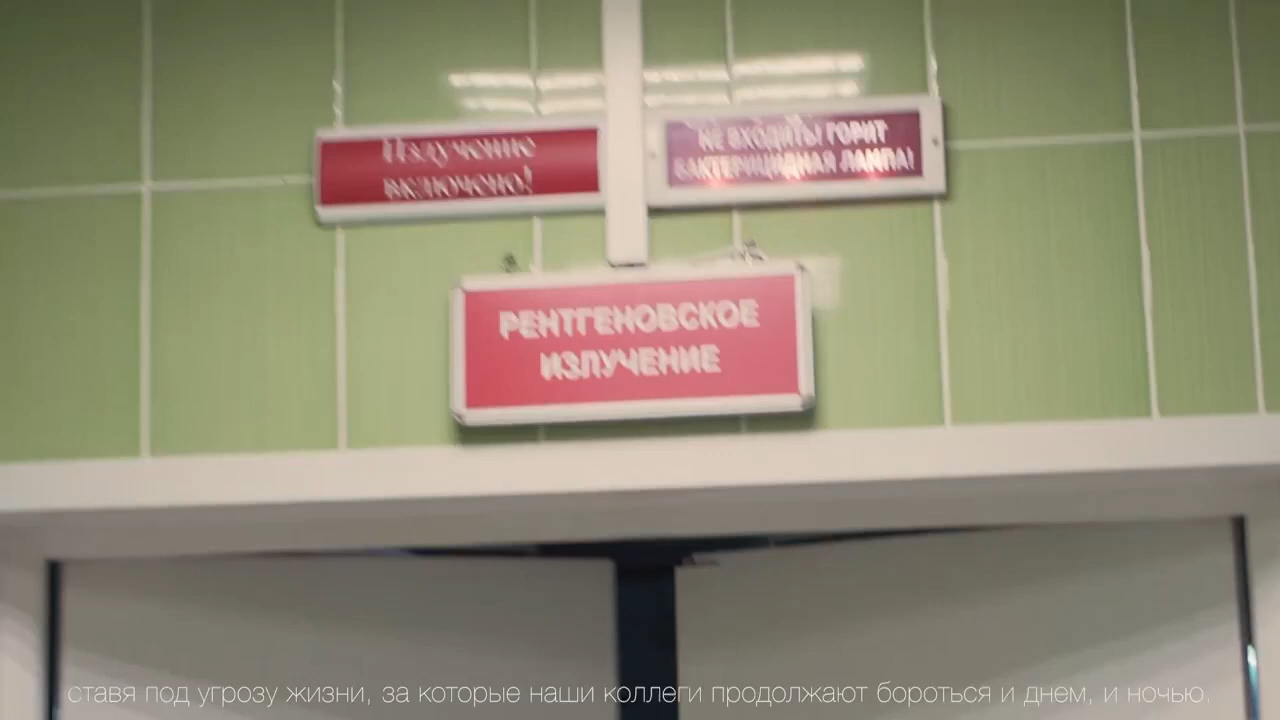 Излучение
включено!
НЕ ВХОДИТЬ! ГОРИТ
БАКТЕРИЦИДНАЯ ЛАМПА!
РЕНТГЕНОВСКОЕ
ИЗЛУЧЕНИЕ
ставя под угрозу жизни, за которые наши коллеги продолжают бороться и днем, и ночью.